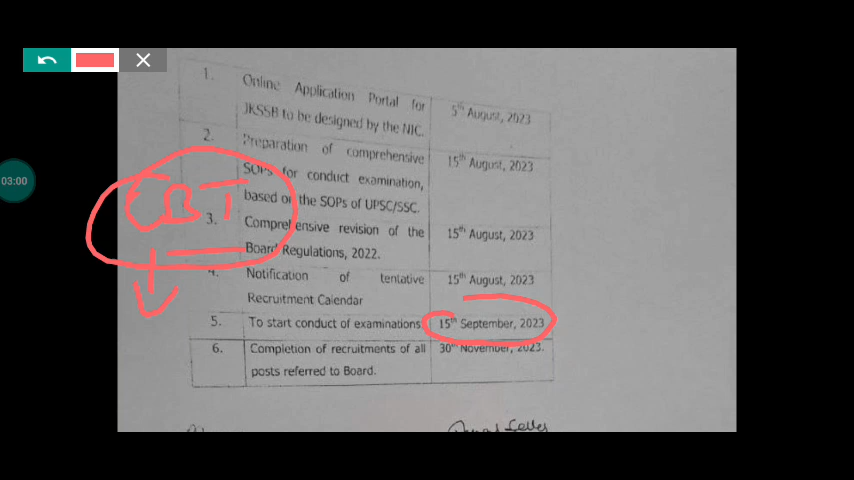 03:00
1. Online Application Portal for 5th August, 2023
JKSSB to be designed by the NIC.
2. Preparation of comprehensive 15th August, 2023
SOPs for conduct examination,
based on the SOPs of UPSC/SSC.
CBT
3. Comprehensive revision of the 15th August, 2023
Board Regulations, 2022.
4. Notification of tentative 15th August, 2023
Recruitment Calendar
5. To start conduct of examinations 15th September, 2023
6. Completion of recruitments of all 30th November, 2023.
posts referred to Board.